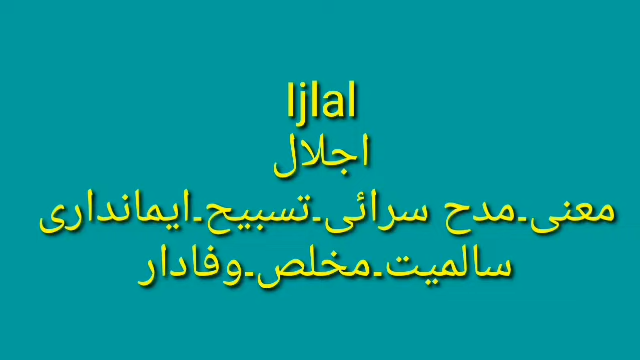 Ijlal
اجلال
معنی۔مدح سرائی۔تسبیح۔ایمانداری
سالمیت۔مخلص۔وفادار